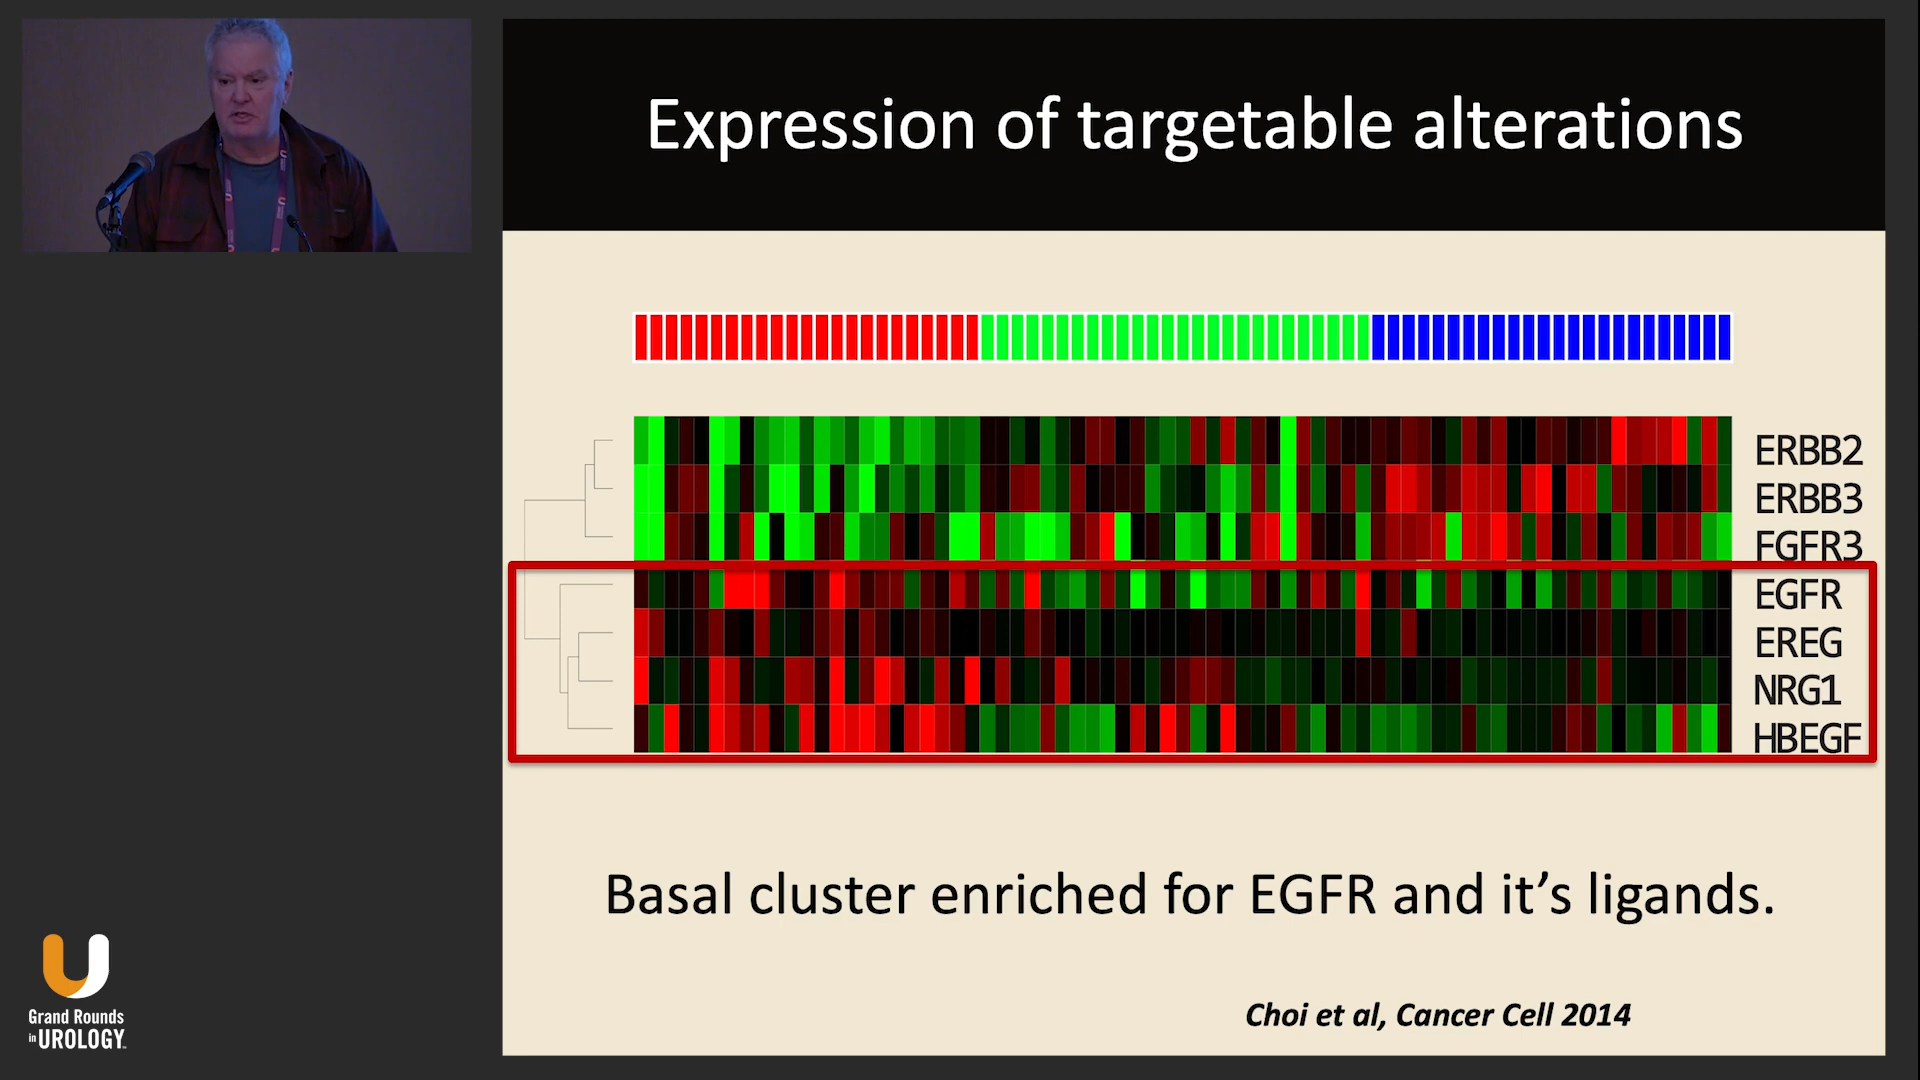 Expression of targetable alterations
ERBB2
ERBB3
FGFR3
EGFR
EREG
NRG1
HBEGF
Basal cluster enriched for EGFR and it's ligands.
Choi et al, Cancer Cell 2014
Grand Rounds
in UROLOGY